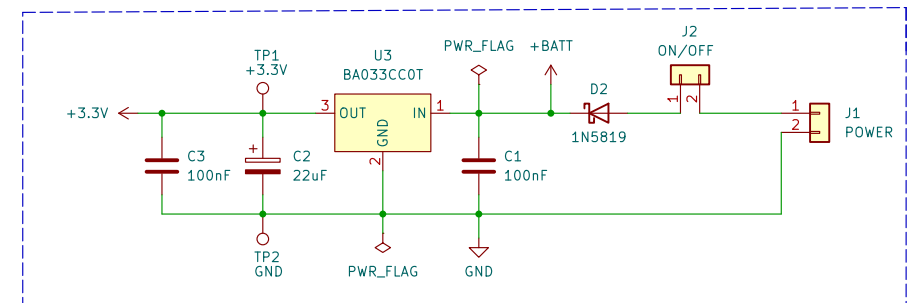 J2
ON/OFF
PWR_FLAG
+BATT
U3
BA033CC0T
TP1
+3.3V
D2
1N5819
1
2
+3.3V
3
OUT
IN
1
GND
2
1
2
J1
POWER
C3
100nF
+
C2
22uF
C1
100nF
TP2
GND
PWR_FLAG
GND